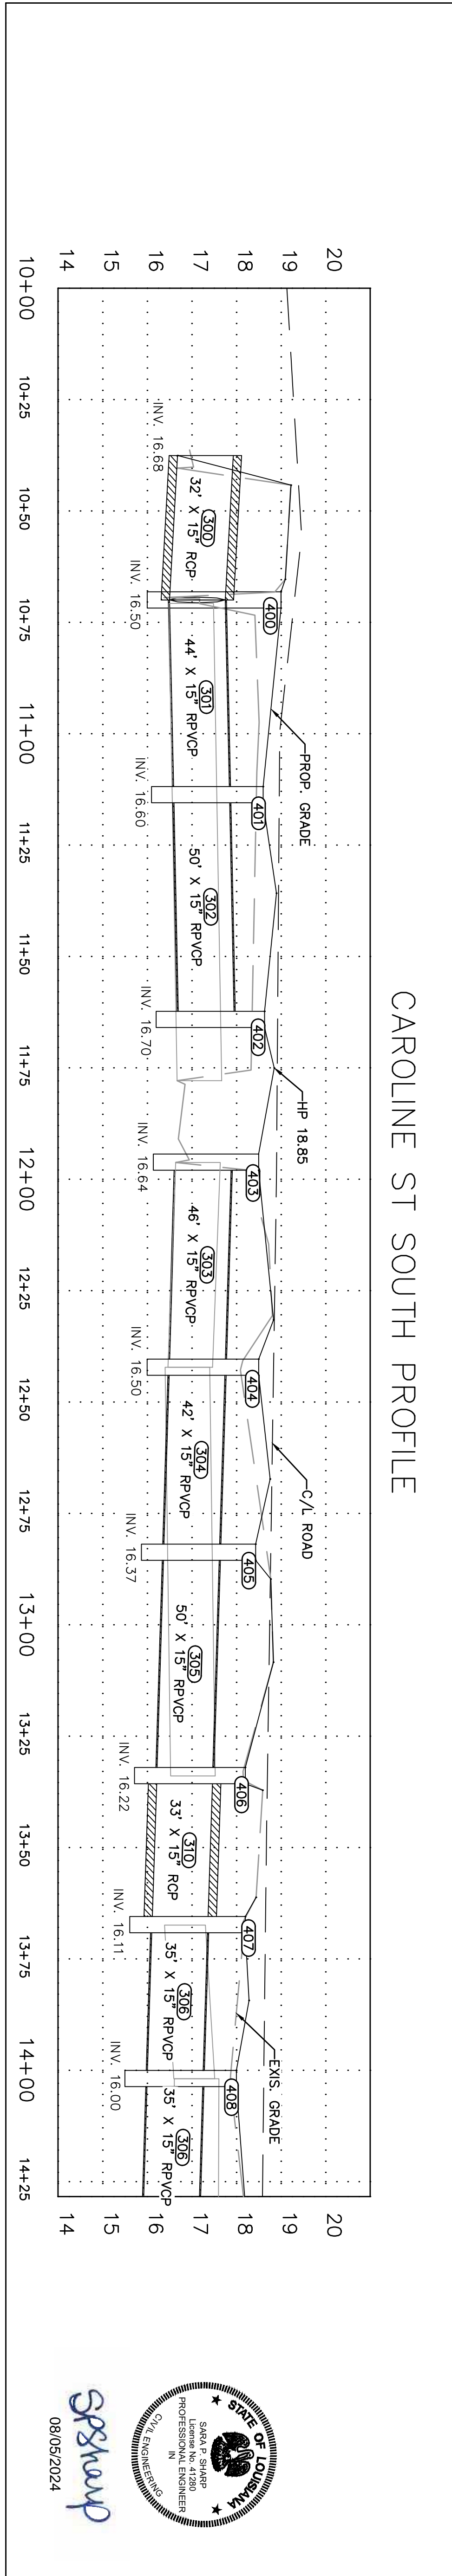 CAROLINE ST SOUTH PROFILE
20
19
18
17
16
15
14
20
19
18
17
16
15
14
HP 18.85
C/L ROAD
PROP. GRADE
EXIS. GRADE
400
401
402
403
404
405
406
407
408
300
32' X 15" RCP
301
44' X 15" RPVCP
302
50' X 15" RPVCP
303
46' X 15" RPVCP
304
42' X 15" RPVCP
305
50' X 15" RPVCP
310
33' X 15" RCP
306
35' X 15" RPVCP
306
35' X 15" RPVCP
INV. 16.68
INV. 16.50
INV. 16.60
INV. 16.70
INV. 16.64
INV. 16.50
INV. 16.37
INV. 16.22
INV. 16.11
INV. 16.00
10+00
10+25
10+50
10+75
11+00
11+25
11+50
11+75
12+00
12+25
12+50
12+75
13+00
13+25
13+50
13+75
14+00
14+25
STATE OF LOUISIANA
SARA P. SHARP
License No. 41280
PROFESSIONAL ENGINEER
IN
CIVIL ENGINEERING
SPSharp
08/05/2024